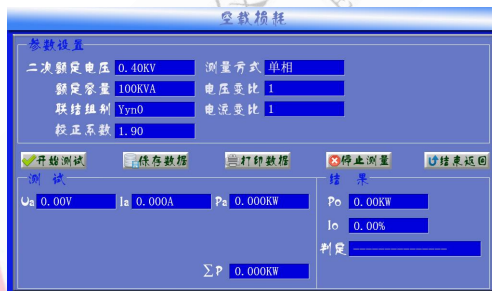 空载损耗
参数设置
二次额定电压 0.40KV 测量方式 单相
额定容量 100KVA 电压变比 1
联结组别 Yyn0 电流变比 1
校正系数 1.90
开始测试 保存数据 打印数据 停止测量 结束返回
测 试 结 果
Ua 0.00V Ia 0.000A Pa 0.000KW Po 0.00KW
Io 0.00%
判定 ----------------
∑P 0.000KW